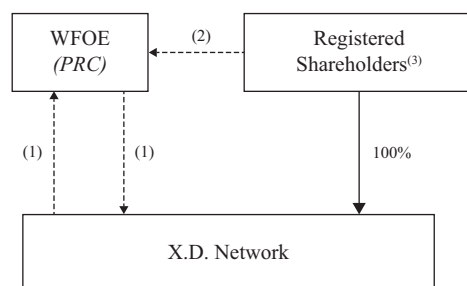 WFOE
(PRC)
(2)
Registered
Shareholders(3)
(1)
(1)
100%
X.D. Network